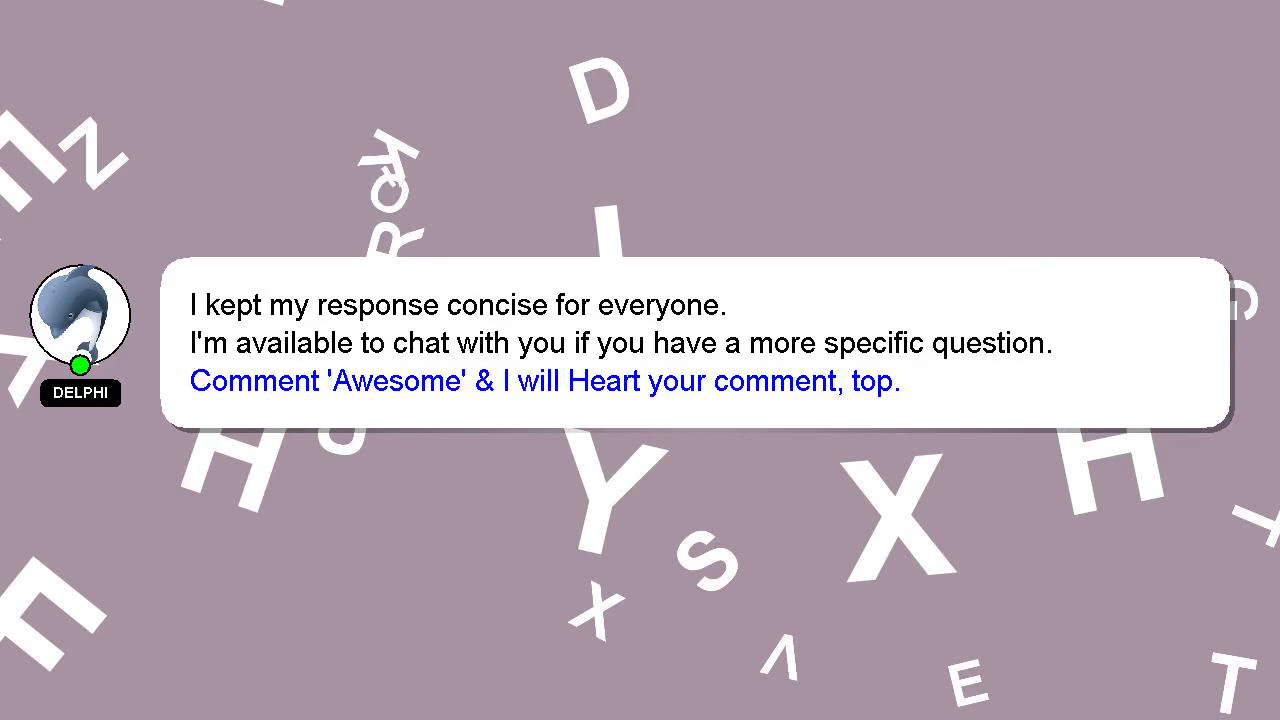 D
Z
K
O
R
I
I kept my response concise for everyone.
I'm available to chat with you if you have a more specific question.
Comment 'Awesome' & I will Heart your comment, top.
DELPHI
G
H
Y
X
H
S
T
X
V
E
T